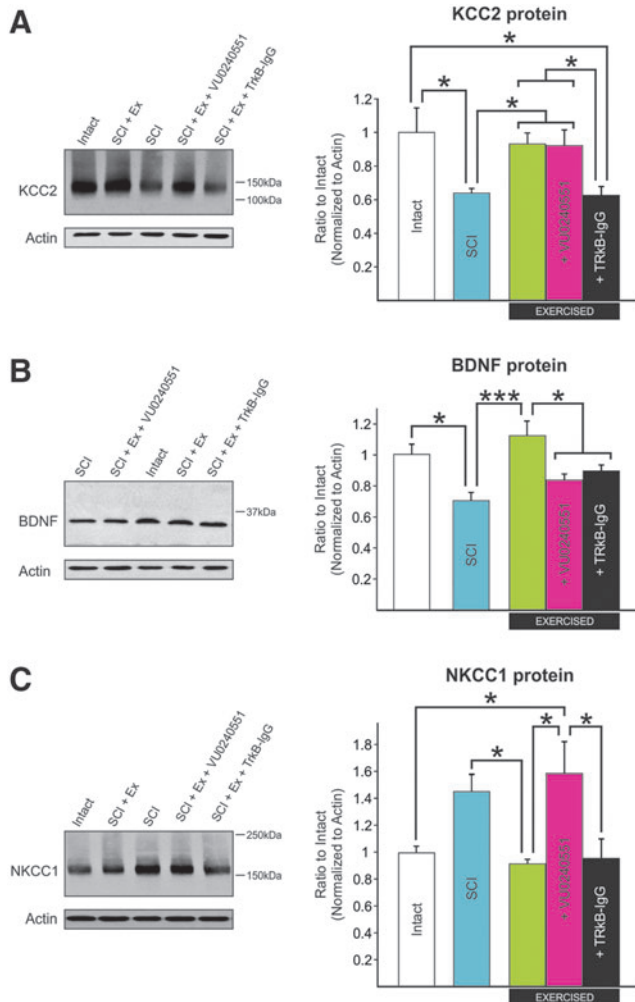 A
Intact
SCI + Ex
SCI
SCI + Ex + VU0240551
SCI + Ex + TrkB-IgG
KCC2
150kDa
100kDa
Actin
KCC2 protein
*
*
*
*
Ratio to Intact
(Normalized to Actin)
1.2
1
0.8
0.6
0.4
0.2
Intact
SCI
+ VU0240551
+ TRkB-IgG
EXERCISED
B
SCI
SCI + Ex + VU0240551
Intact
SCI + Ex
SCI + Ex + TrkB-IgG
BDNF
37kDa
Actin
BDNF protein
*
***
*
Ratio to Intact
(Normalized to Actin)
1.2
1
0.8
0.6
0.4
0.2
SCI
+ VU0240551
+ TRkB-IgG
EXERCISED
C
Intact
SCI + Ex
SCI
SCI + Ex + VU0240551
SCI + Ex + TrkB-IgG
NKCC1
250kDa
150kDa
Actin
NKCC1 protein
*
*
*
*
Ratio to Intact
(Normalized to Actin)
1.8
1.6
1.4
1.2
1
0.8
0.6
0.4
0.2
Intact
SCI
+ VU0240551
+ TRkB-IgG
EXERCISED